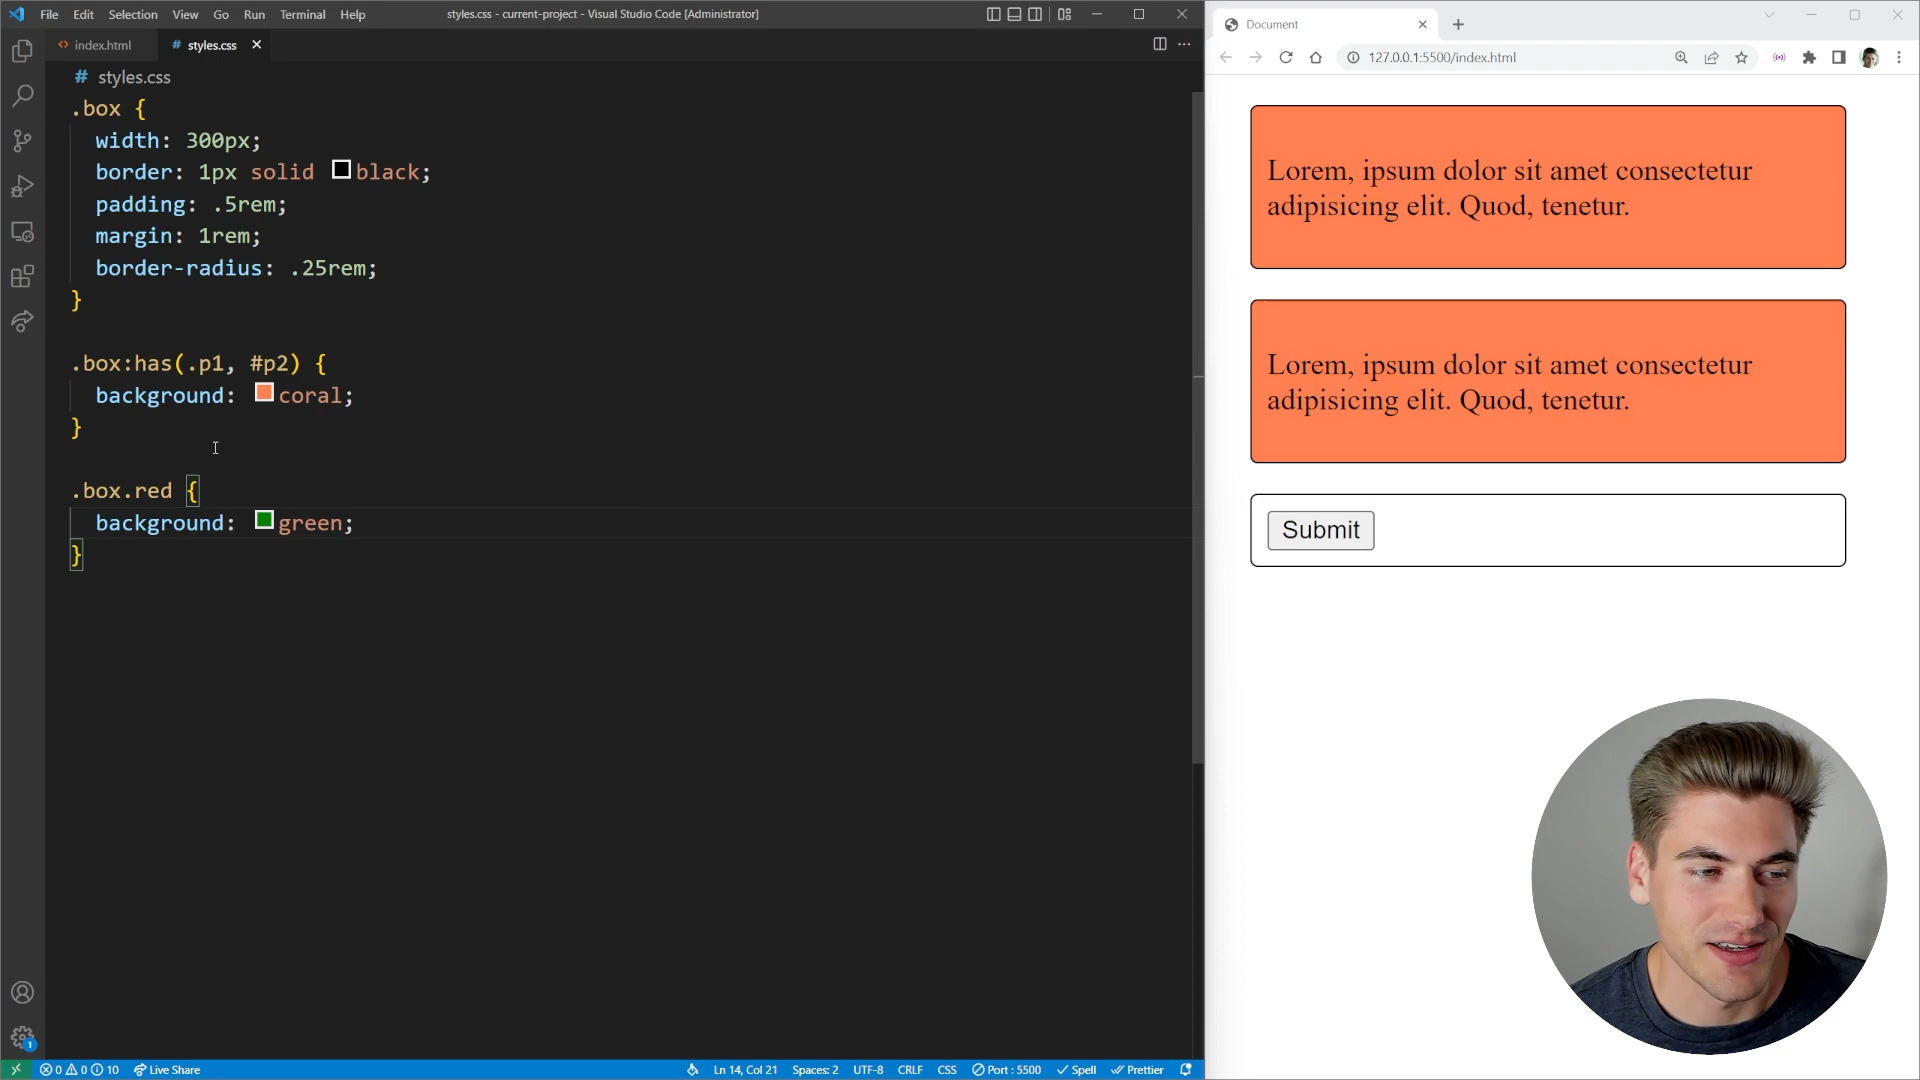 File Edit Selection View Go Run Terminal Help
styles.css - current-project - Visual Studio Code [Administrator]
index.html
# styles.css
# styles.css
.box {
width: 300px;
border: 1px solid black;
padding: .5rem;
margin: 1rem;
border-radius: .25rem;
}
.box:has(.p1, #p2) {
background: coral;
}
.box.red {
background: green;
}
1
0 0 10 Live Share
Ln 14, Col 21 Spaces: 2 UTF-8 CRLF CSS Port : 5500 Spell Prettier
Document
127.0.0.1:5500/index.html
Lorem, ipsum dolor sit amet consectetur
adipisicing elit. Quod, tenetur.
Lorem, ipsum dolor sit amet consectetur
adipisicing elit. Quod, tenetur.
Submit